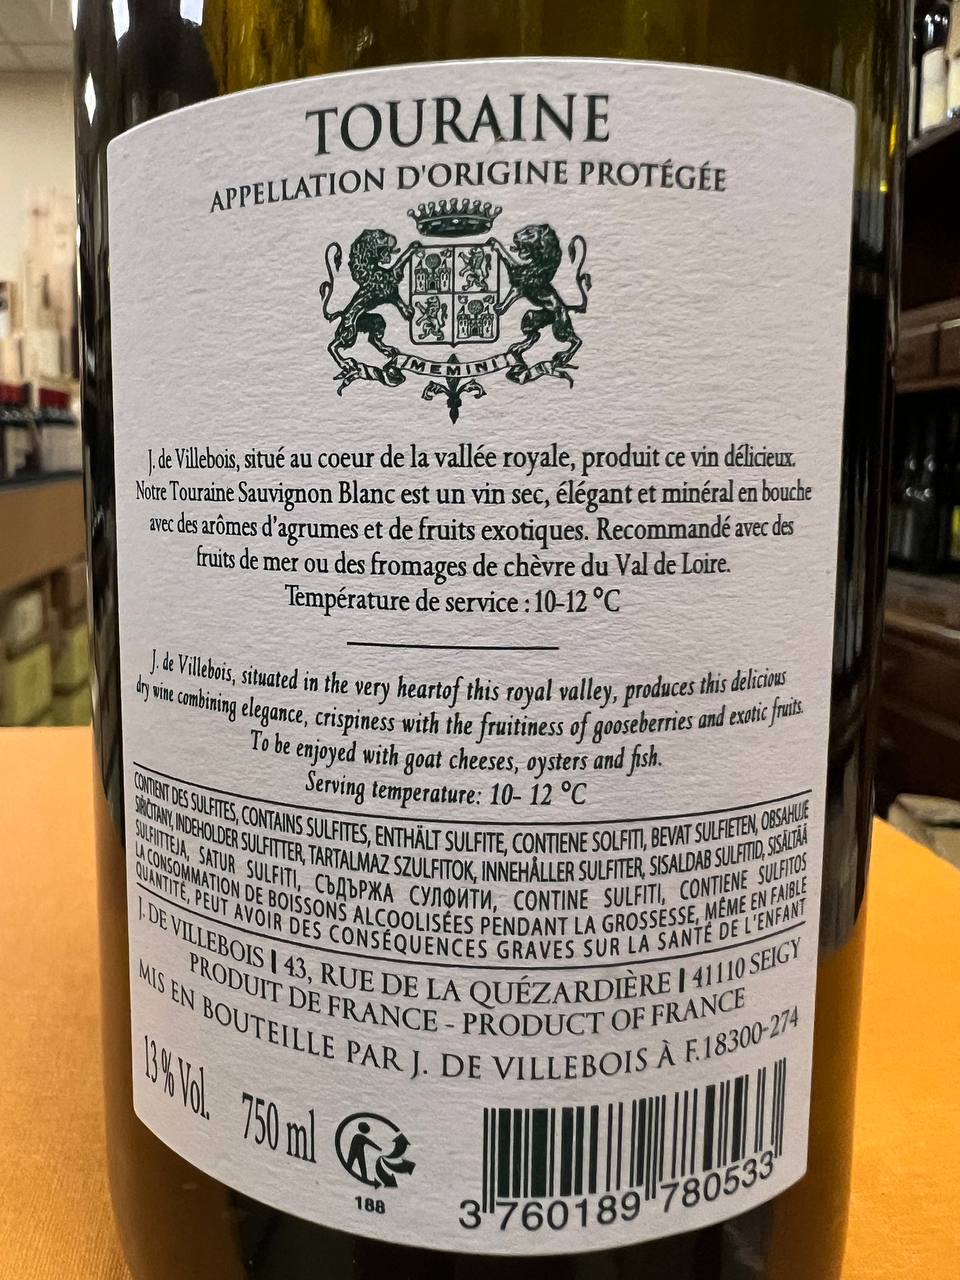 TOURAINE
APPELLATION D'ORIGINE PROTÉGÉE
MEMINI
J. de Villebois, situé au coeur de la vallée royale, produit ce vin délicieux.
Notre Touraine Sauvignon Blanc est un vin sec, élégant et minéral en bouche
avec des arômes d'agrumes et de fruits exotiques. Recommandé avec des
fruits de mer ou des fromages de chèvre du Val de Loire.
Température de service : 10-12 °C
J. de Villebois, situated in the very heartof this royal valley, produces this delicious
dry wine combining elegance, crispiness with the fruitiness of gooseberries and exotic fruits.
To be enjoyed with goat cheeses, oysters and fish.
Serving temperature: 10- 12 °C
CONTIENT DES SULFITES, CONTAINS SULFITES, ENTHÄLT SULFITE, CONTIENE SOLFITI, BEVAT SULFIETEN, OBSAHUJE
SIŘIČITANY, INDEHOLDER SULFITTER, TARTALMAZ SZULFITOK, INNEHÅLLER SULFITER, SISALDAB SULFITID, SISÄLTÄÄ
SULFIITTEJA, SATUR SULFITI, СЪДЪРЖА СУЛФИТИ, CONTINE SULFITI, CONTIENE SULFITOS
LA CONSOMMATION DE BOISSONS ALCOOLISÉES PENDANT LA GROSSESSE, MÊME EN FAIBLE
QUANTITÉ, PEUT AVOIR DES CONSÉQUENCES GRAVES SUR LA SANTÉ DE L'ENFANT
J. DE VILLEBOIS | 43, RUE DE LA QUÉZARDIÈRE | 41110 SEIGY
PRODUIT DE FRANCE - PRODUCT OF FRANCE
MIS EN BOUTEILLE PAR J. DE VILLEBOIS À F.18300-274
13 % Vol.
750 ml
188
3 760189 780533